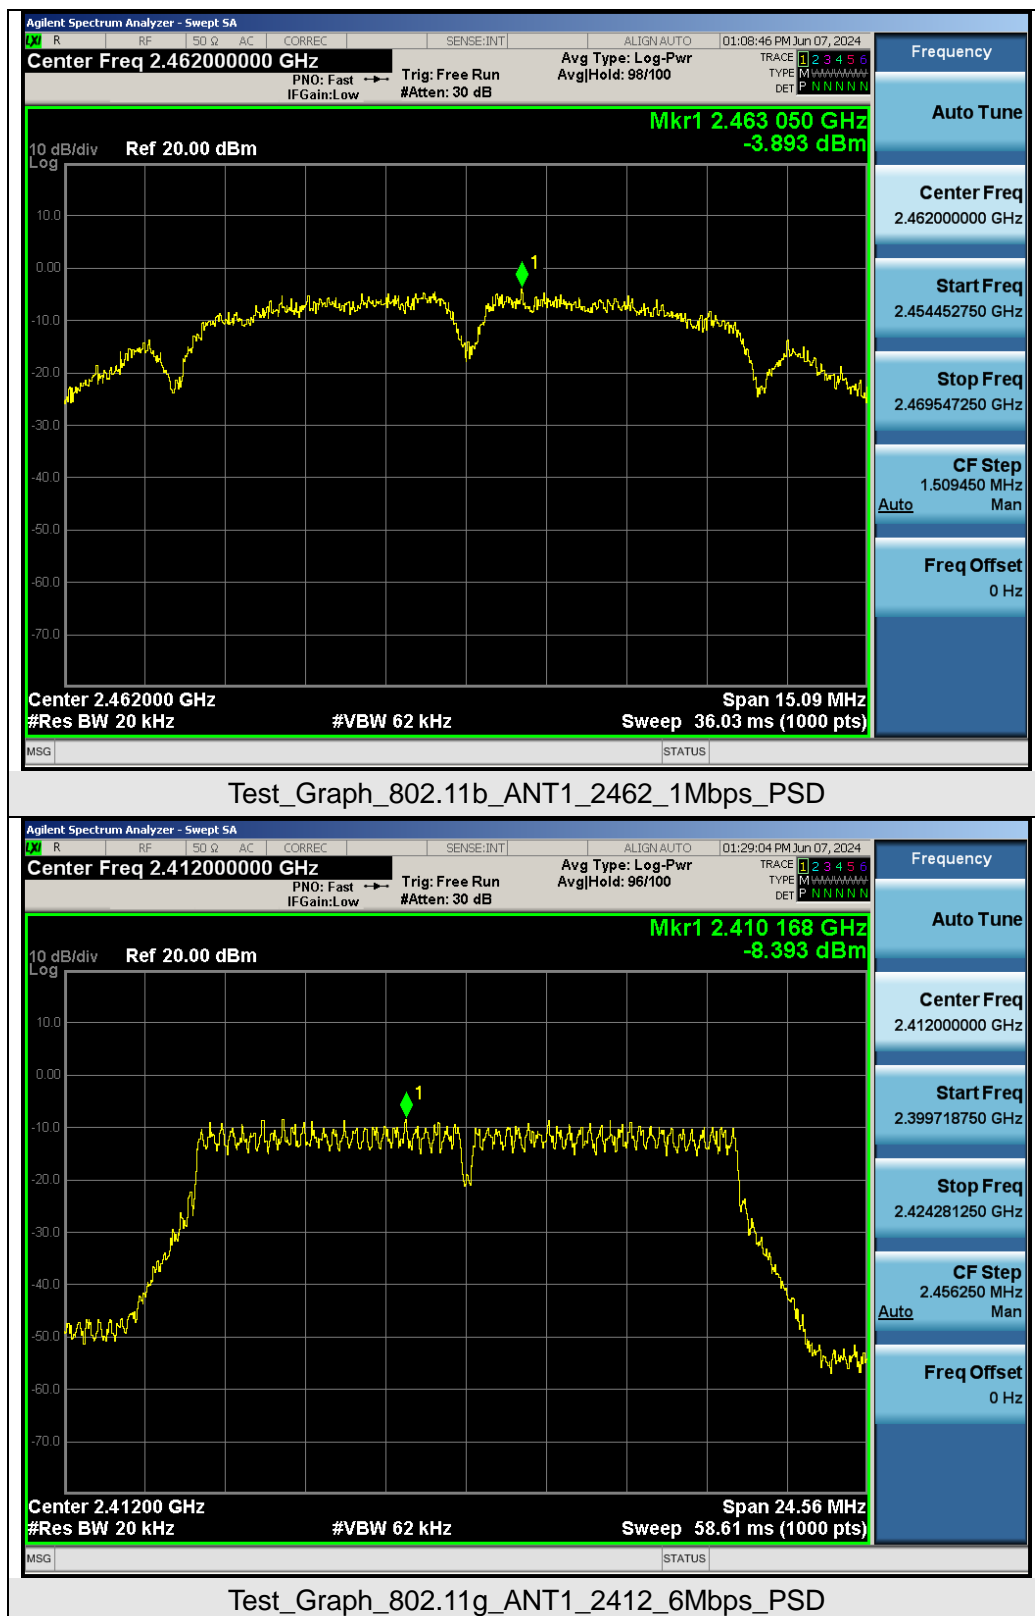 Agilent Spectrum Analyzer - Swept SA
LXI R RF 50 Ω AC CORREC SENSE:INT ALIGN AUTO 01:08:46 PM Jun 07, 2024
Center Freq 2.462000000 GHz
PNO: Fast
IFGain:Low
Trig: Free Run
#Atten: 30 dB
Avg Type: Log-Pwr
Avg|Hold: 98/100
TRACE 1 2 3 4 5 6
TYPE M
DET P N N N N N
Mkr1 2.463 050 GHz
-3.893 dBm
10 dB/div
Log
Ref 20.00 dBm
10.0
0.00
1
-10.0
-20.0
-30.0
-40.0
-50.0
-60.0
-70.0
Center 2.462000 GHz
Span 15.09 MHz
#Res BW 20 kHz
#VBW 62 kHz
Sweep 36.03 ms (1000 pts)
MSG
STATUS
Frequency
Auto Tune
Center Freq
2.462000000 GHz
Start Freq
2.454452750 GHz
Stop Freq
2.469547250 GHz
CF Step
1.509450 MHz
Auto Man
Freq Offset
0 Hz
Test_Graph_802.11b_ANT1_2462_1Mbps_PSD
Agilent Spectrum Analyzer - Swept SA
LXI R RF 50 Ω AC CORREC SENSE:INT ALIGN AUTO 01:29:04 PM Jun 07, 2024
Center Freq 2.412000000 GHz
PNO: Fast
IFGain:Low
Trig: Free Run
#Atten: 30 dB
Avg Type: Log-Pwr
Avg|Hold: 96/100
TRACE 1 2 3 4 5 6
TYPE M
DET P N N N N N
Mkr1 2.410 168 GHz
-8.393 dBm
10 dB/div
Log
Ref 20.00 dBm
10.0
0.00
1
-10.0
-20.0
-30.0
-40.0
-50.0
-60.0
-70.0
Center 2.41200 GHz
Span 24.56 MHz
#Res BW 20 kHz
#VBW 62 kHz
Sweep 58.61 ms (1000 pts)
MSG
STATUS
Frequency
Auto Tune
Center Freq
2.412000000 GHz
Start Freq
2.399718750 GHz
Stop Freq
2.424281250 GHz
CF Step
2.456250 MHz
Auto Man
Freq Offset
0 Hz
Test_Graph_802.11g_ANT1_2412_6Mbps_PSD